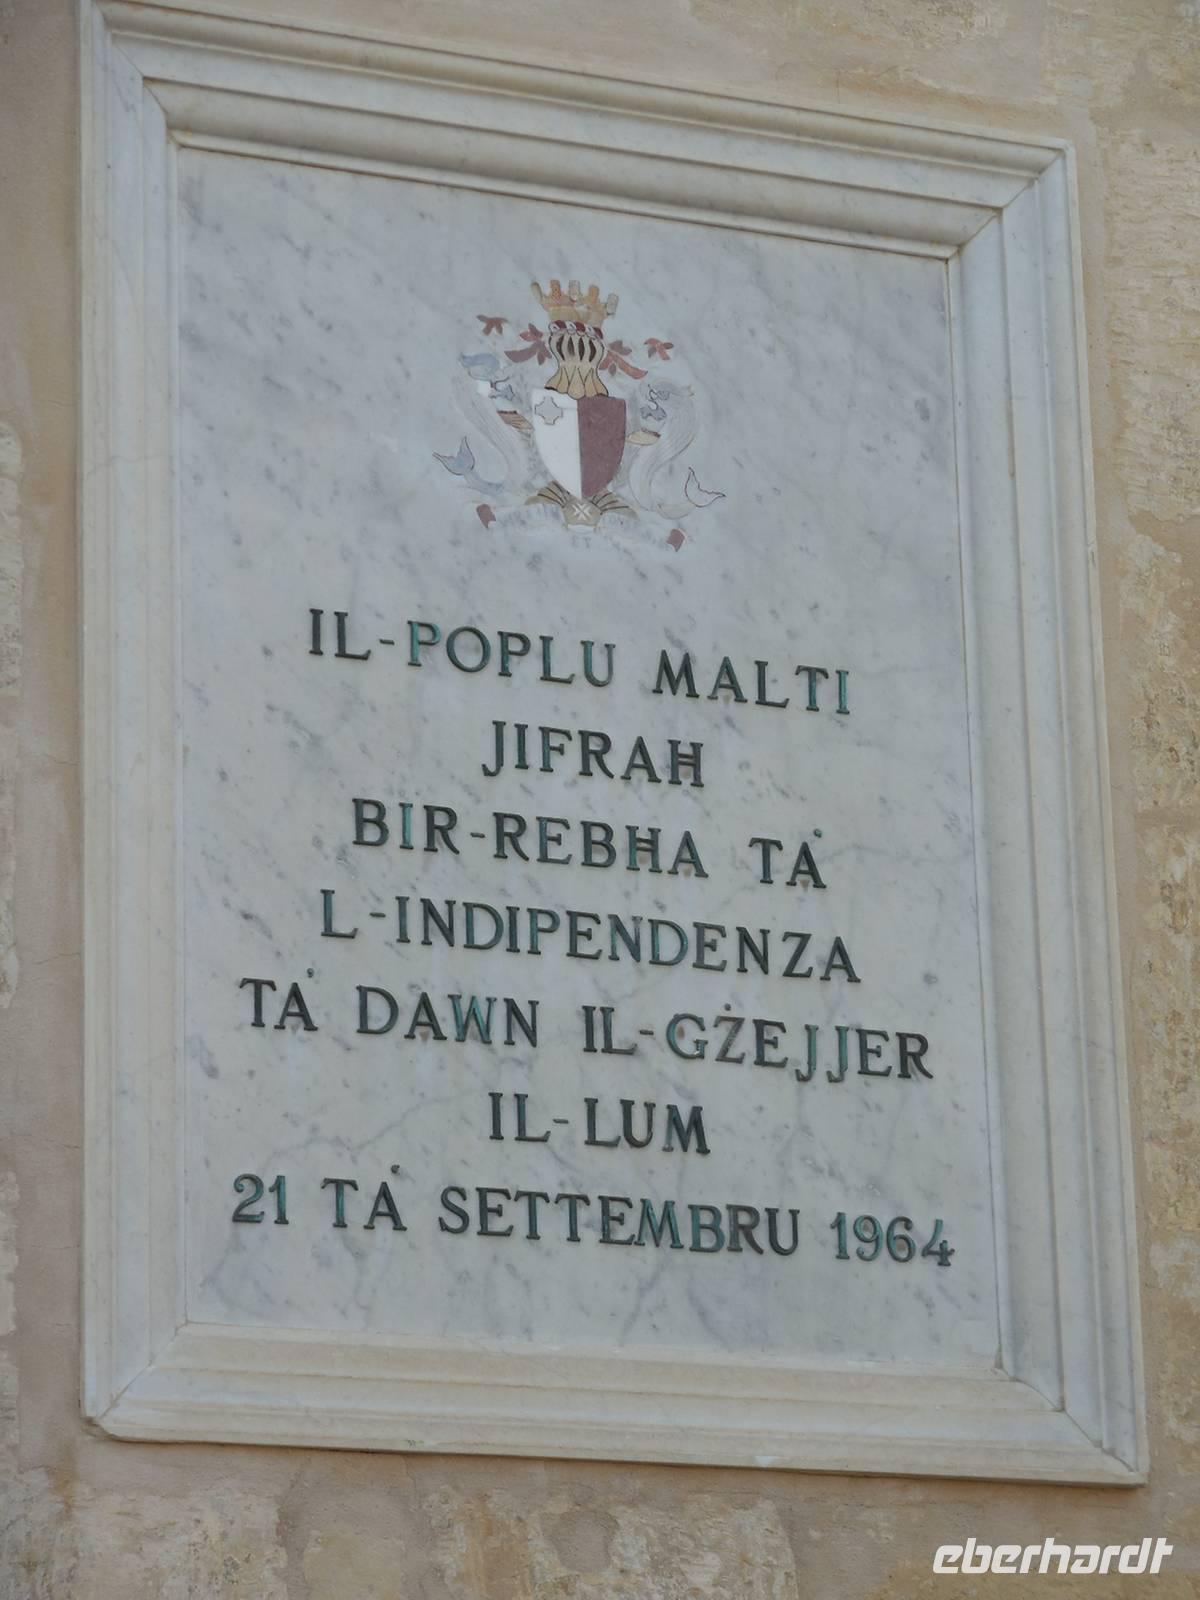 ET
IL-POPLU MALTI
JIFRAĦ
BIR-REBĦA TA'
L-INDIPENDENZA
TA' DAWN IL-GŻEJJER
IL-LUM
21 TA' SETTEMBRU 1964
eberhardt